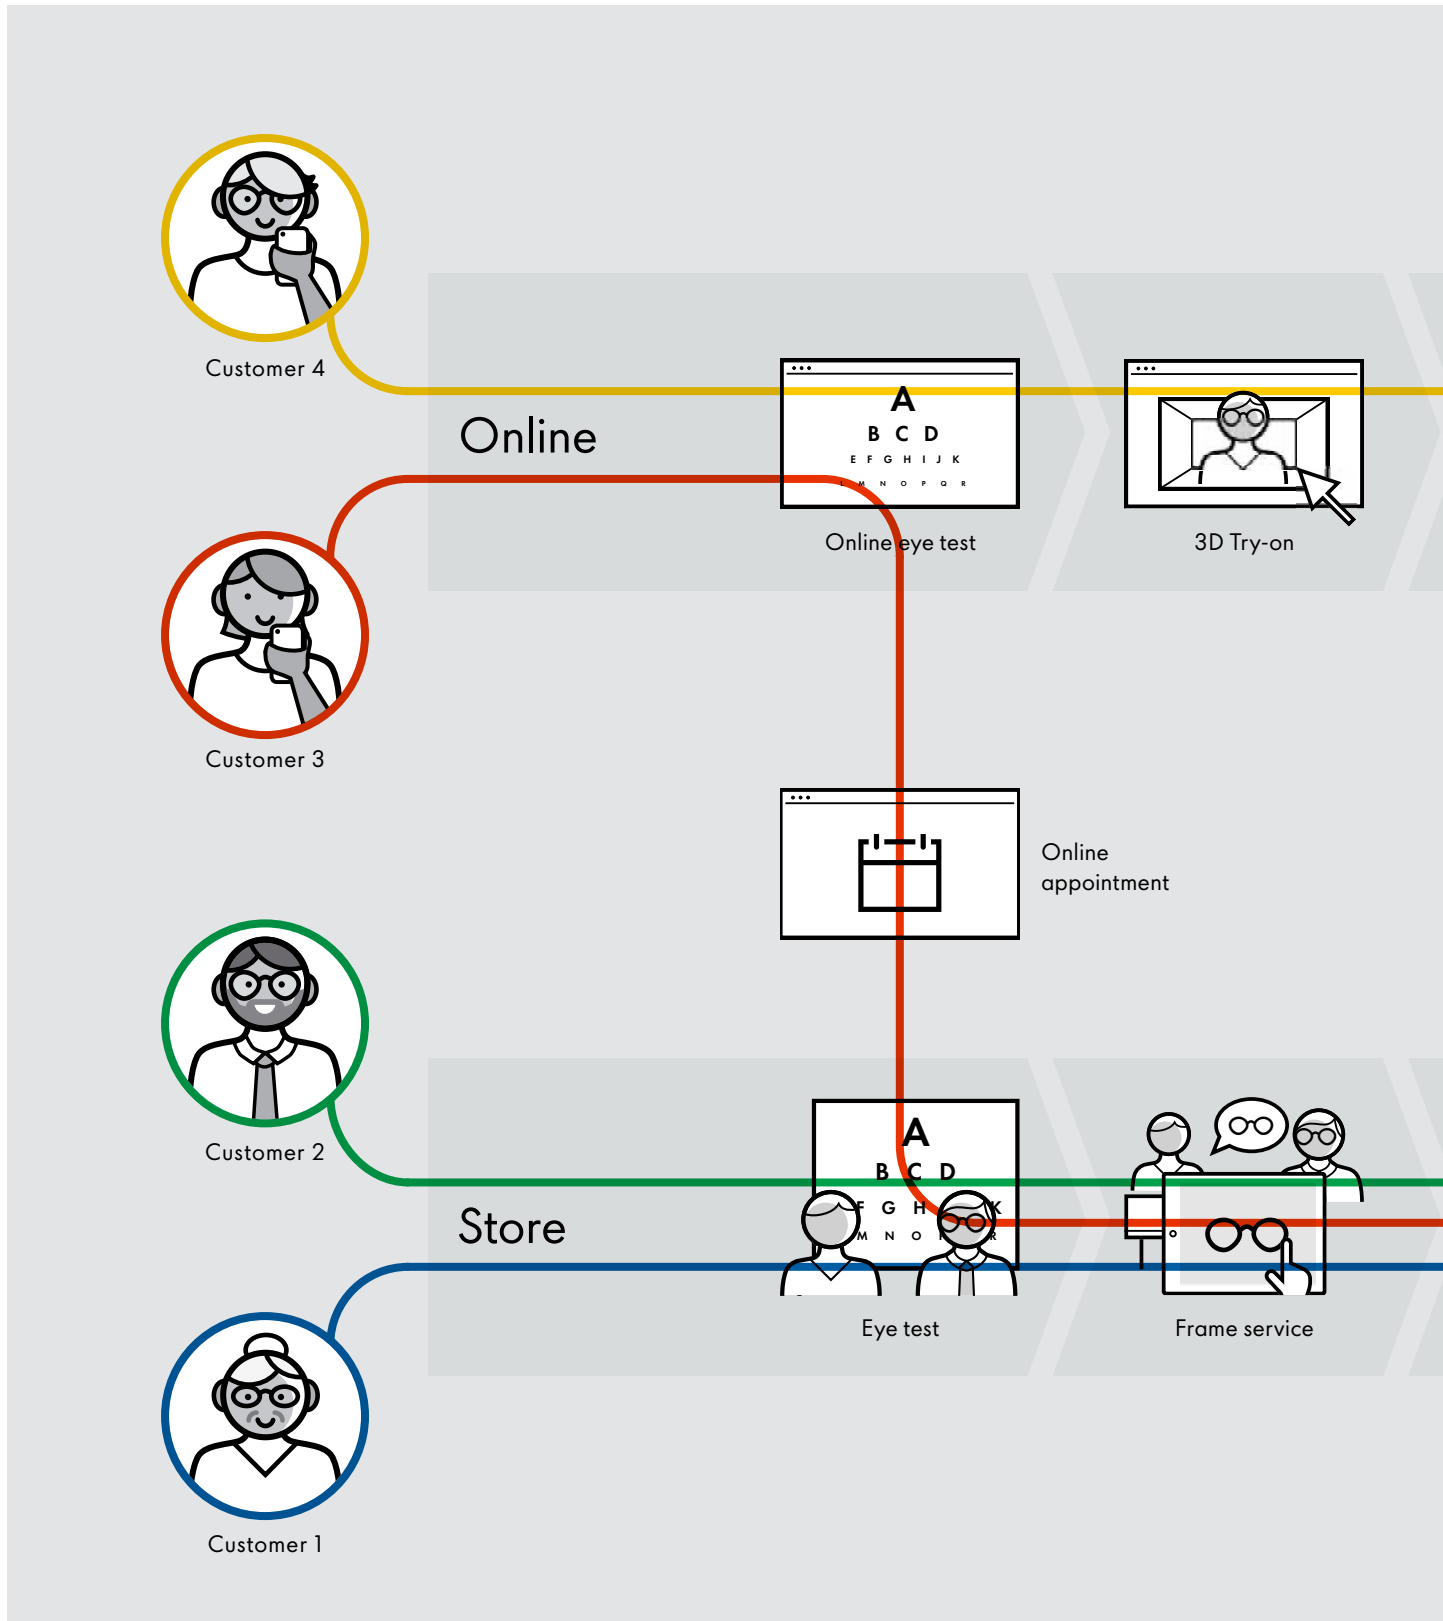 Customer 4
Online
A
B C D
E F G H I J K
L M N O P Q R
Online eye test
3D Try-on
Customer 3
Online
appointment
Customer 2
Store
A
B C D
F G H K
M N O R
Eye test
Frame service
Customer 1